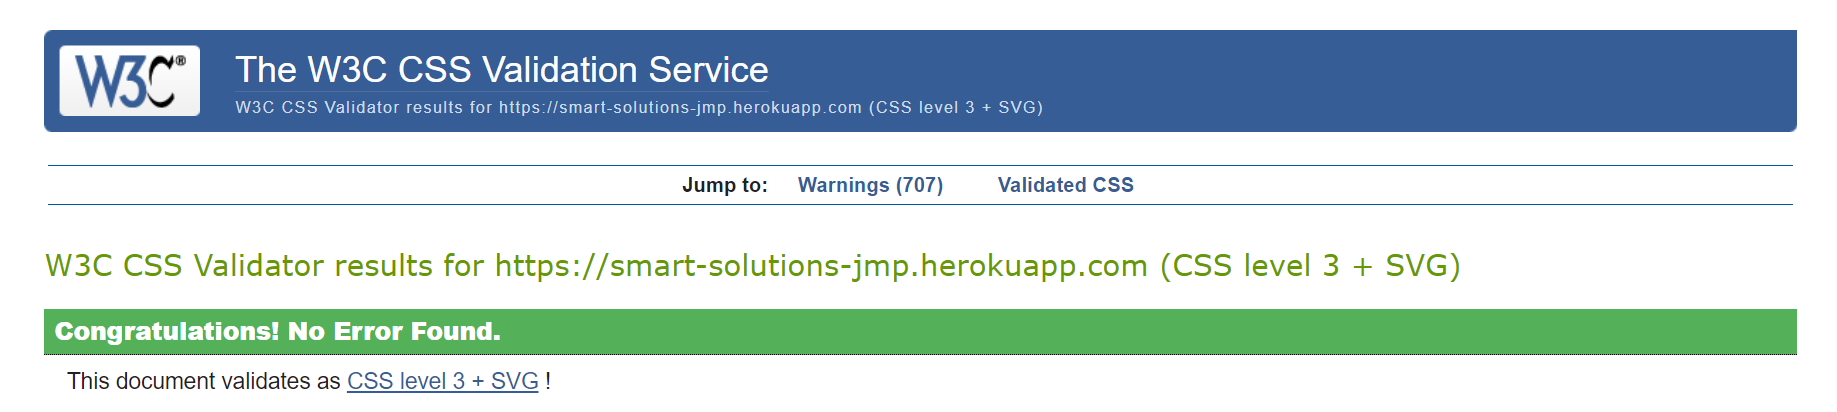 W3C®
The W3C CSS Validation Service
W3C CSS Validator results for https://smart-solutions-jmp.herokuapp.com (CSS level 3 + SVG)
Jump to: Warnings (707) Validated CSS
W3C CSS Validator results for https://smart-solutions-jmp.herokuapp.com (CSS level 3 + SVG)
Congratulations! No Error Found.
This document validates as CSS level 3 + SVG !